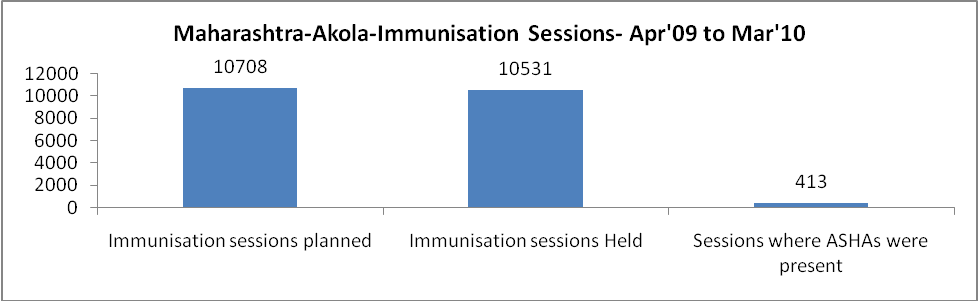 Maharashtra-Akola-Immunisation Sessions- Apr'09 to Mar'10
12000
10000
8000
6000
4000
2000
0
10708
10531
413
Immunisation sessions planned
Immunisation sessions Held
Sessions where ASHAs were
present